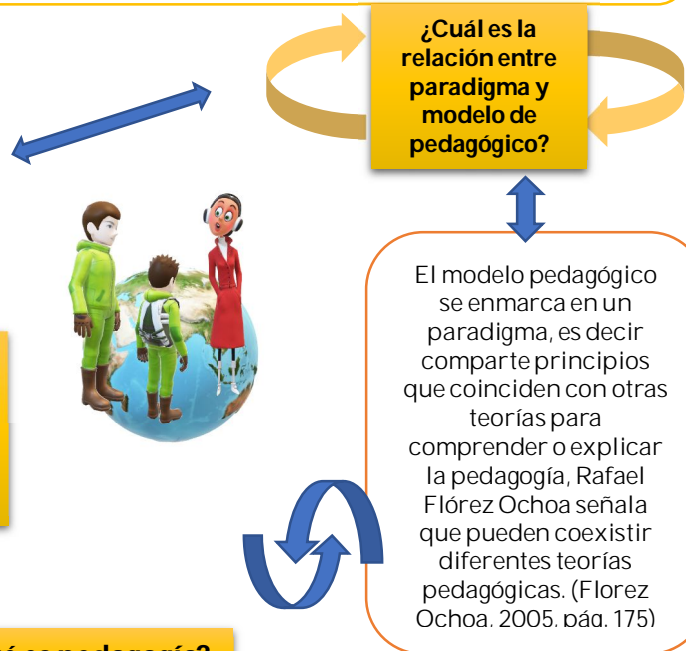 ¿Cuál es la
relación entre
paradigma y
modelo de
pedagógico?
El modelo pedagógico
se enmarca en un
paradigma, es decir
comparte principios
que coinciden con otras
teorías para
comprender o explicar
la pedagogía, Rafael
Flórez Ochoa señala
que pueden coexistir
diferentes teorías
pedagógicas. (Florez
Ochoa, 2005, pág. 175)
es pedagogía?